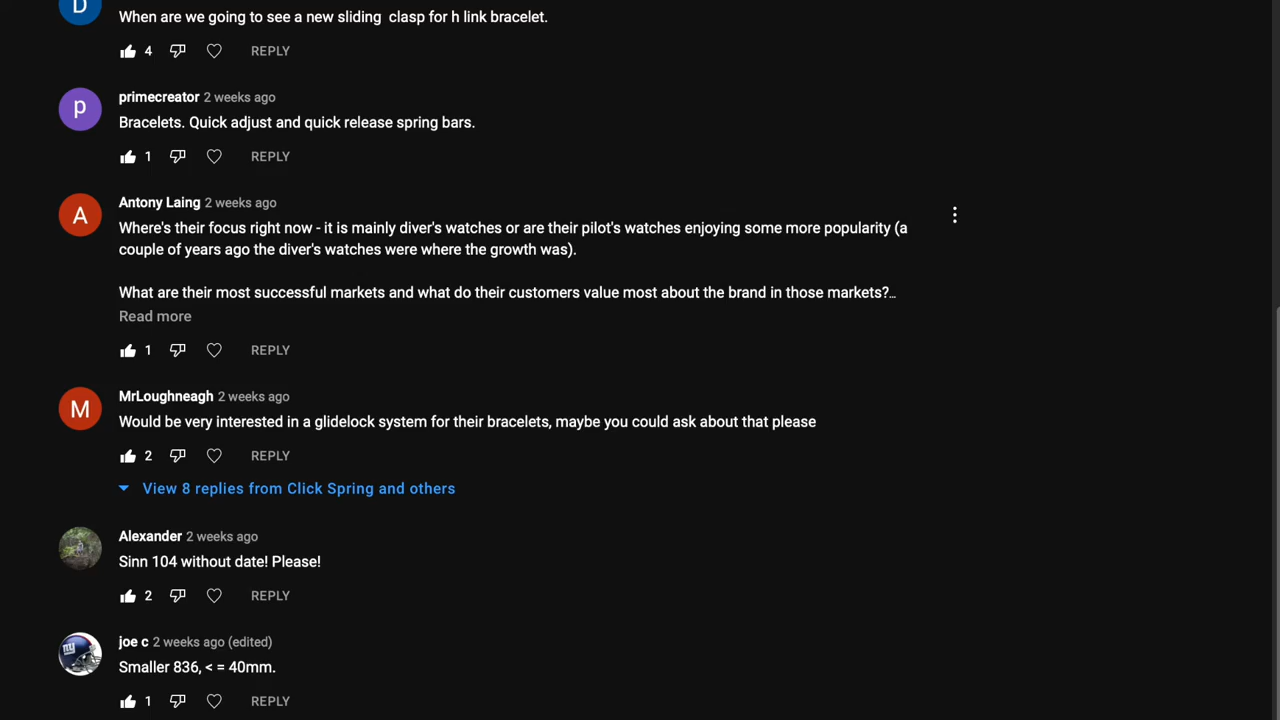 D
When are we going to see a new sliding clasp for h link bracelet.
4 REPLY
p
primecreator 2 weeks ago
Bracelets. Quick adjust and quick release spring bars.
1 REPLY
A
Antony Laing 2 weeks ago
Where's their focus right now - it is mainly diver's watches or are their pilot's watches enjoying some more popularity (a
couple of years ago the diver's watches were where the growth was).
What are their most successful markets and what do their customers value most about the brand in those markets?...
Read more
1 REPLY
M
MrLoughneagh 2 weeks ago
Would be very interested in a glidelock system for their bracelets, maybe you could ask about that please
2 REPLY
View 8 replies from Click Spring and others
Alexander 2 weeks ago
Sinn 104 without date! Please!
2 REPLY
joe c 2 weeks ago (edited)
Smaller 836, < = 40mm.
1 REPLY